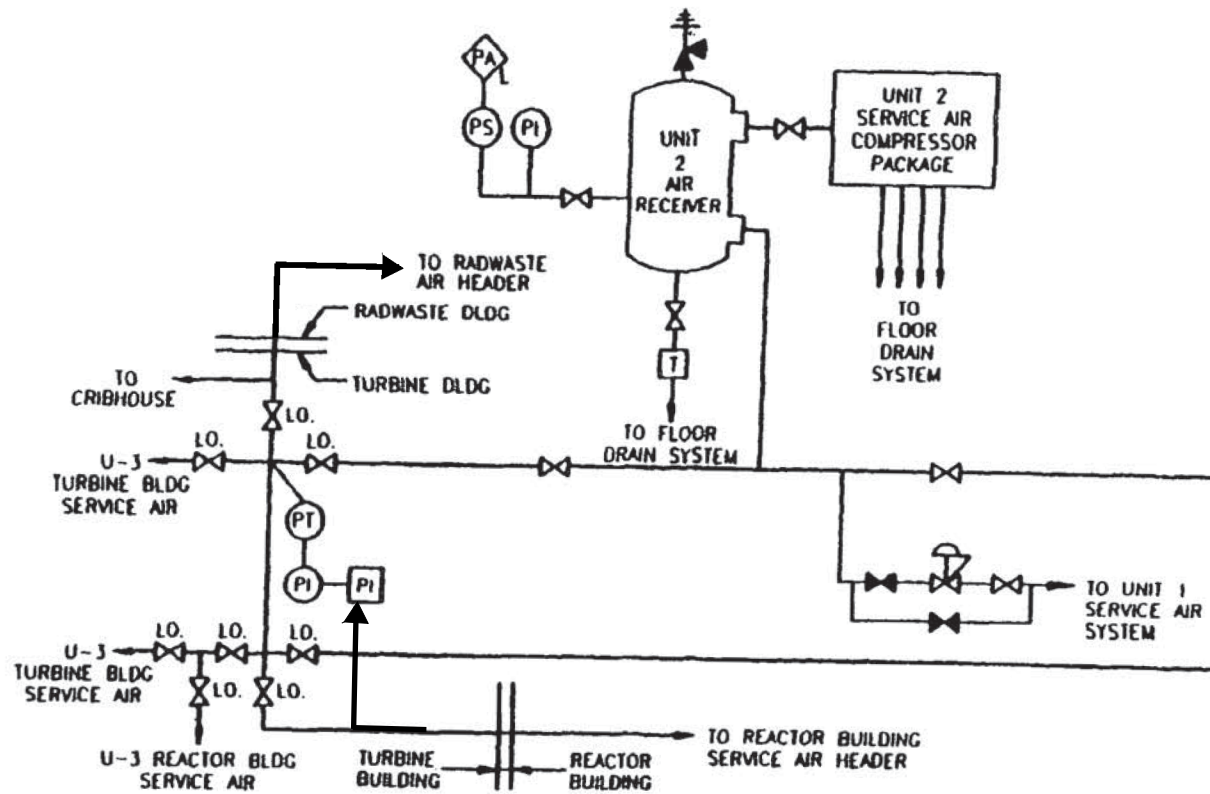 PA
PS
PI
UNIT
2
AIR
RECEIVER
UNIT 2
SERVICE AIR
COMPRESSOR
PACKAGE
TO RADWASTE
AIR HEADER
RADWASTE DLDG
TURBINE DLDG
TO
CRIBHOUSE
LO.
T
TO
FLOOR
DRAIN
SYSTEM
TO FLOOR
DRAIN SYSTEM
LO.
LO.
U-3
TURBINE BLDG
SERVICE AIR
PT
PI
PI
TO UNIT 1
SERVICE AIR
SYSTEM
LO.
LO.
LO.
U-3
TURBINE BLDG
SERVICE AIR
LO.
LO.
U-3 REACTOR BLDG
SERVICE AIR
TURBINE
BUILDING
REACTOR
BUILDING
TO REACTOR BUILDING
SERVICE AIR HEADER